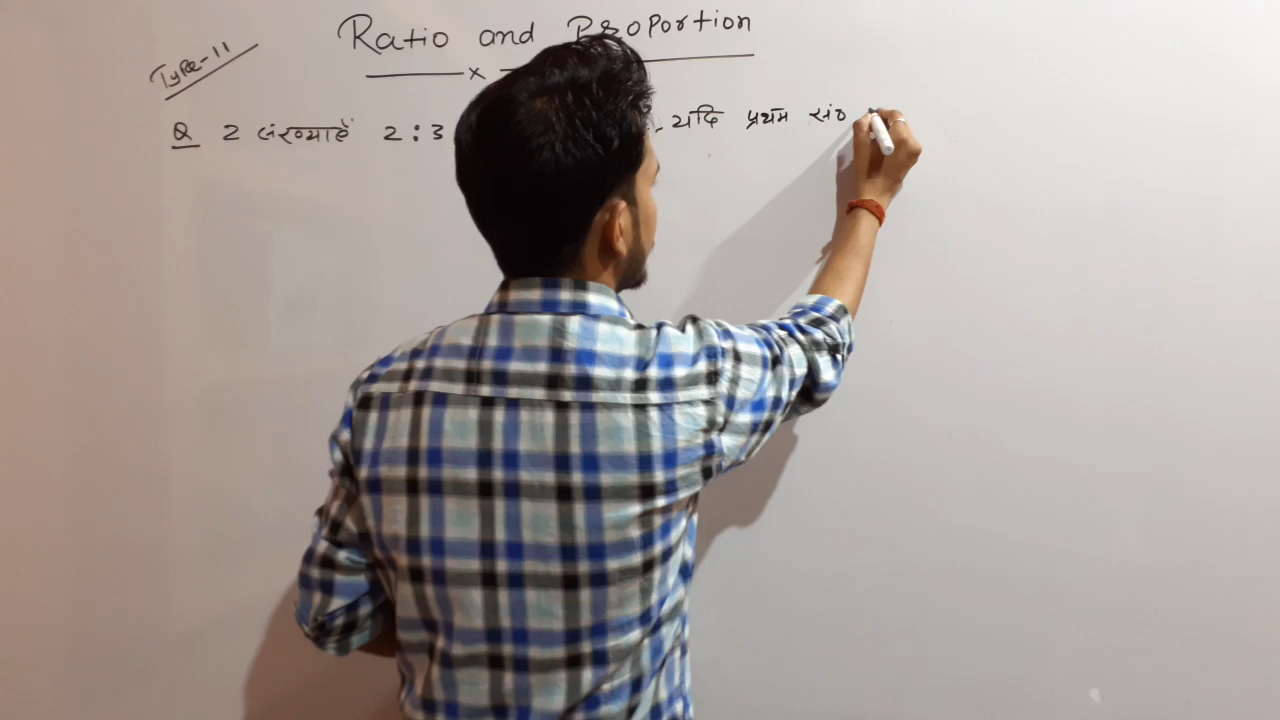 Ratio and Proportion
Type-11
Q 2 संख्याऐं 2:3 यदि प्रथम सं०